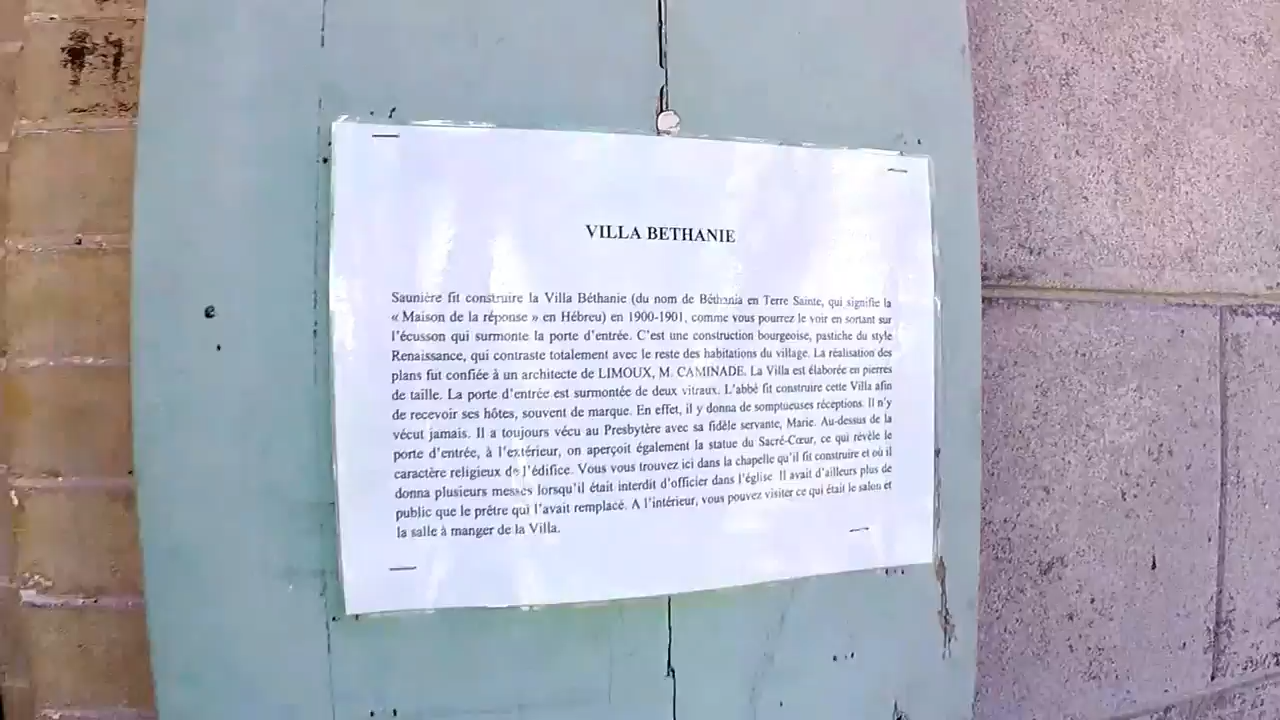 VILLA BETHANIE
Saunière fit construire la Villa Béthanie (du nom de Béthania en Terre Sainte, qui signifie la
« Maison de la réponse » en Hébreu) en 1900-1901, comme vous pourrez le voir en sortant sur
l'écusson qui surmonte la porte d'entrée. C'est une construction bourgeoise, pastiche du style
Renaissance, qui contraste totalement avec le reste des habitations du village. La réalisation des
plans fut confiée à un architecte de LIMOUX, M. CAMINADE. La Villa est élaborée en pierres
de taille. La porte d'entrée est surmontée de deux vitraux. L'abbé fit construire cette Villa afin
de recevoir ses hôtes, souvent de marque. En effet, il y donna de somptueuses réceptions. Il n'y
vécut jamais. Il a toujours vécu au Presbytère avec sa fidèle servante, Marie. Au-dessus de la
porte d'entrée, à l'extérieur, on aperçoit également la statue du Sacré-Cœur, ce qui révèle le
caractère religieux de l'édifice. Vous vous trouvez ici dans la chapelle qu'il fit construire et où il
donna plusieurs messes lorsqu'il était interdit d'officier dans l'église. Il avait d'ailleurs plus de
public que le prêtre qui l'avait remplacé. A l'intérieur, vous pouvez visiter ce qui était le salon et
la salle à manger de la Villa.